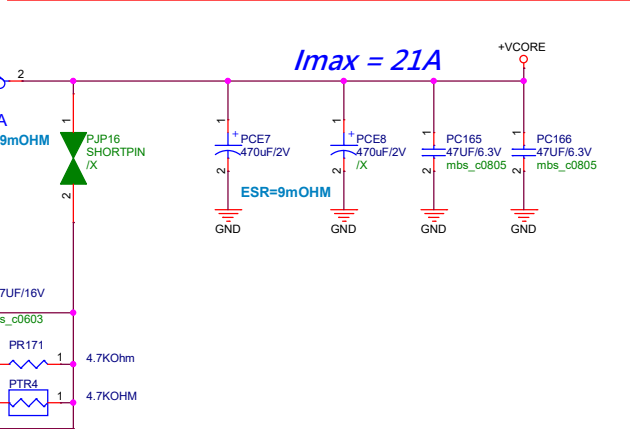 +VCORE
Imax = 21A
2
A
9mOHM
1
PJP16
SHORTPIN
/X
2
1
+
PCE7
470uF/2V
2
ESR=9mOHM
GND
1
+
PCE8
470uF/2V
/X
2
GND
1
PC165
47UF/6.3V
mbs_c0805
2
GND
1
PC166
47UF/6.3V
mbs_c0805
2
GND
7UF/16V
s_c0603
PR171
1
4.7KOhm
PTR4
1
4.7KOHM